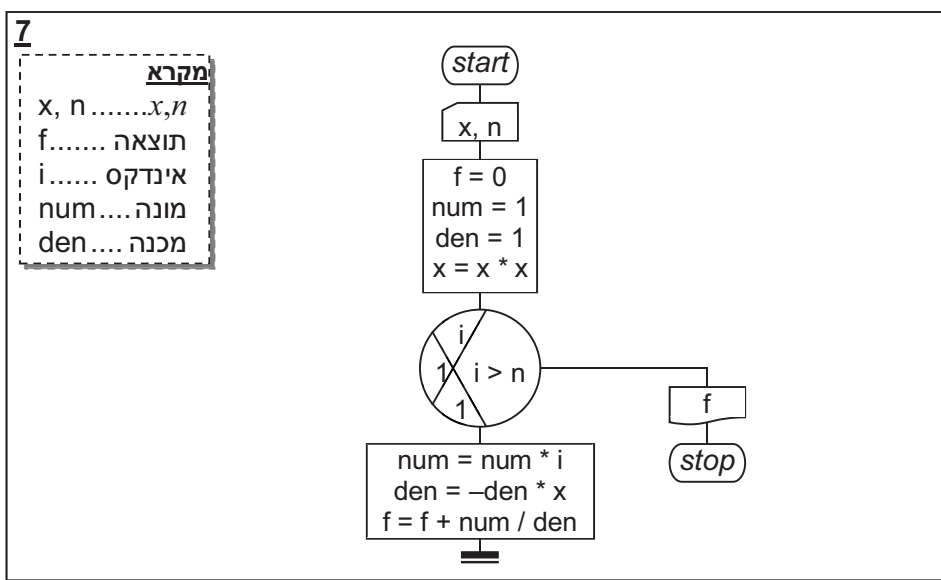 7
מקרא
x, n.......x,n
תוצאה.......f
אינדקס......i
מונה....num
מכנה....den
start
x, n
f = 0
num = 1
den = 1
x = x * x
i
1
i > n
1
f
stop
num = num * i
den = –den * x
f = f + num / den